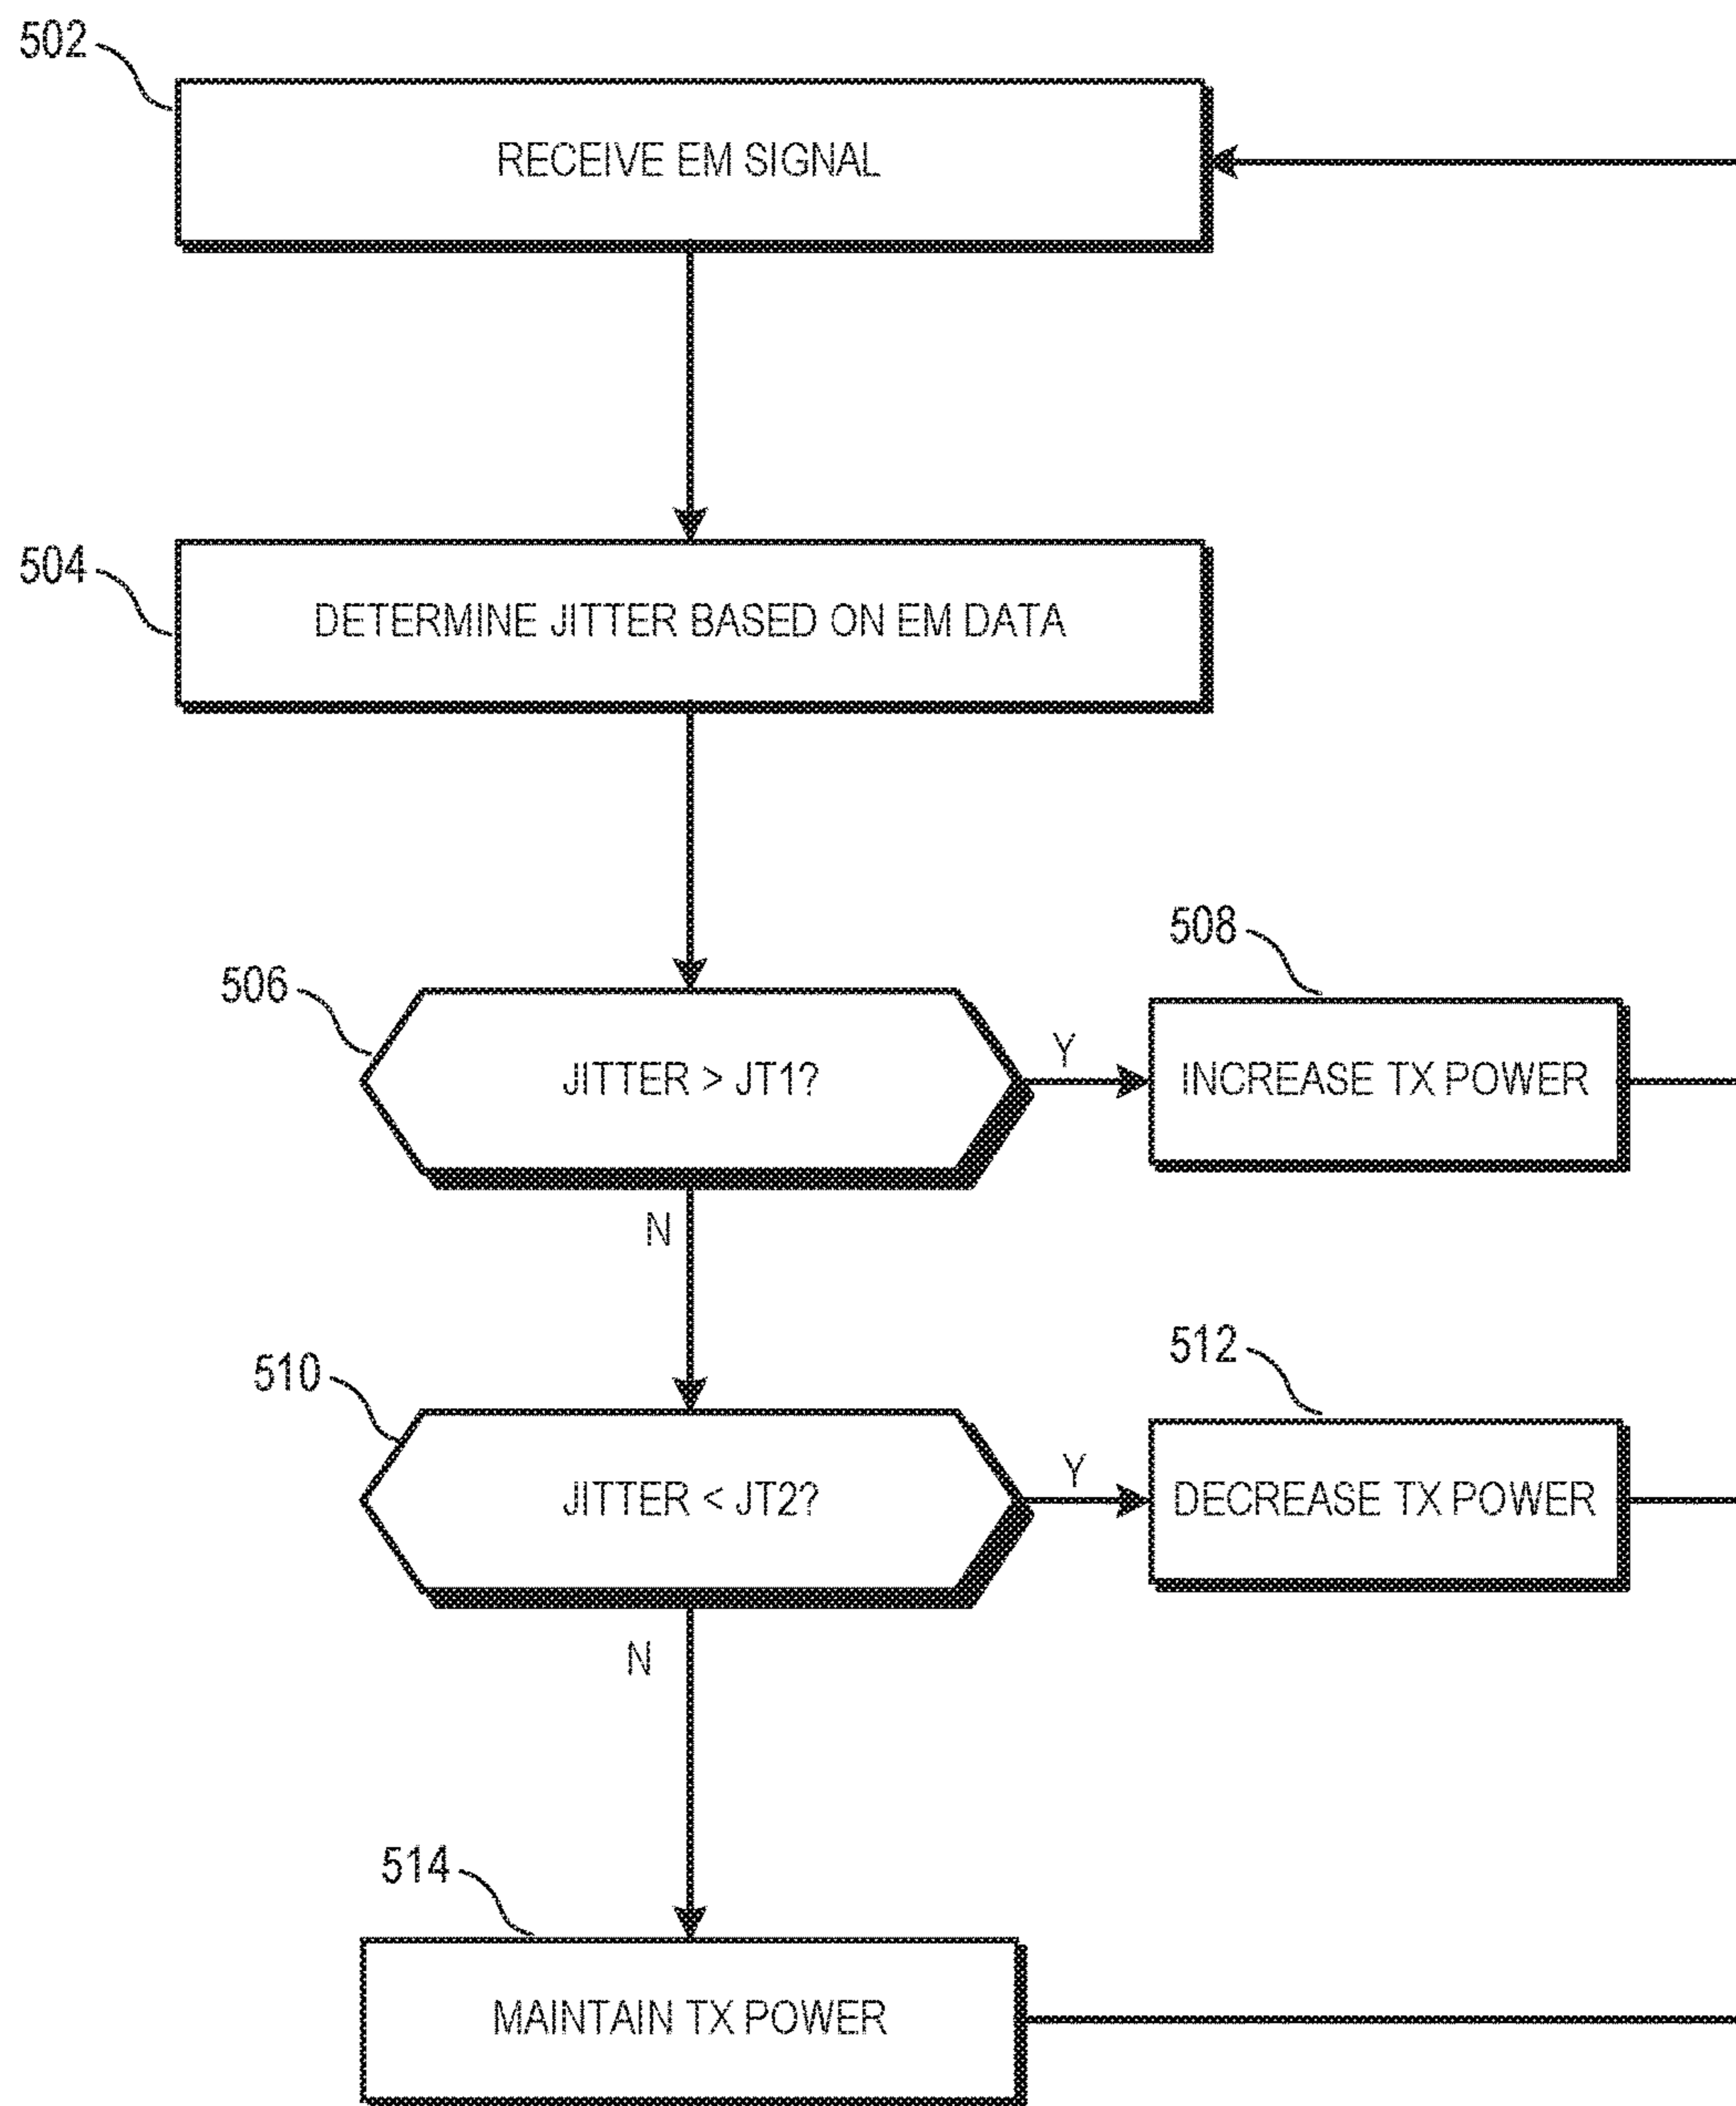 502
RECEIVE EM SIGNAL
504
DETERMINE JITTER BASED ON EM DATA
506
JITTER > JT1?
Y
508
INCREASE TX POWER
N
510
JITTER < JT2?
Y
512
DECREASE TX POWER
N
514
MAINTAIN TX POWER